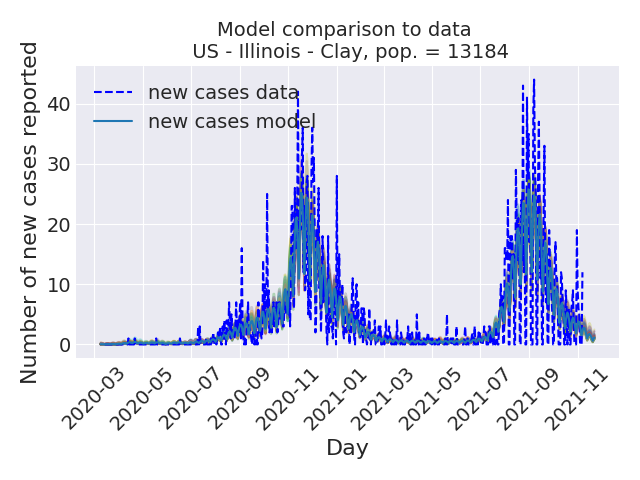 Model comparison to data
US - Illinois - Clay, pop. = 13184
Number of new cases reported
40
30
20
10
0
new cases data
new cases model
2020-03
2020-05
2020-07
2020-09
2020-11
2021-01
2021-03
2021-05
2021-07
2021-09
2021-11
Day